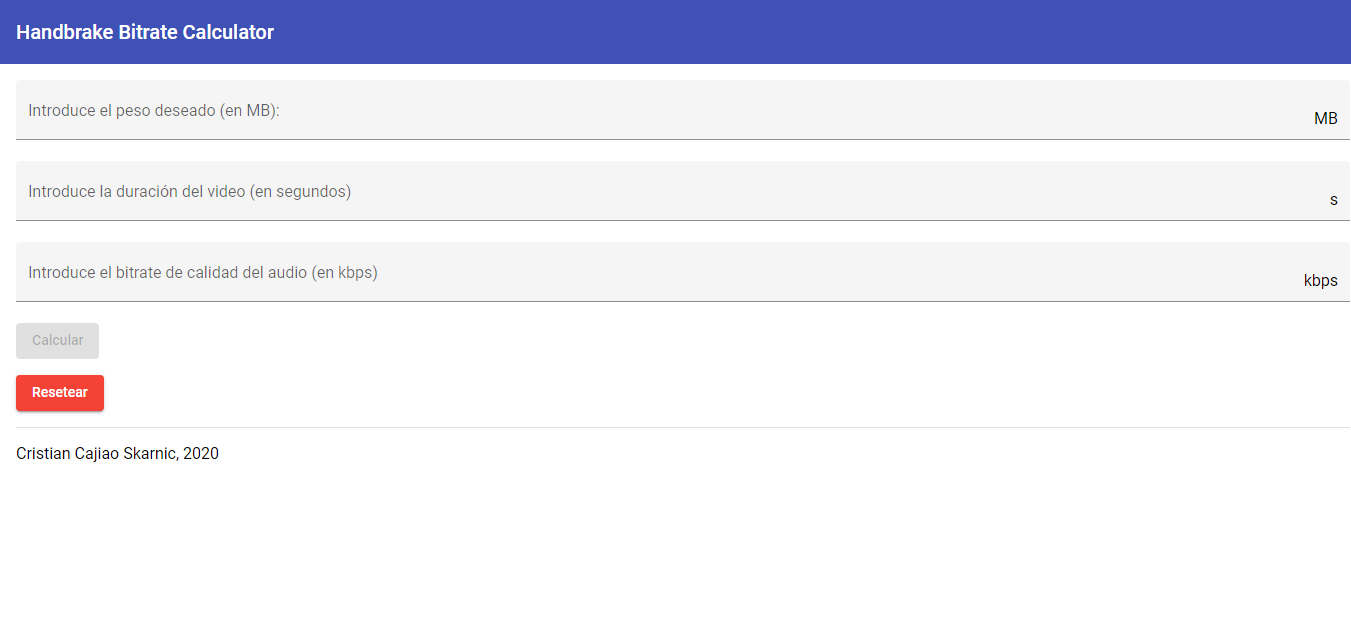 Handbrake Bitrate Calculator
Introduce el peso deseado (en MB):
MB
Introduce la duración del video (en segundos)
s
Introduce el bitrate de calidad del audio (en kbps)
kbps
Calcular
Resetear
Cristian Cajiao Skarnic, 2020